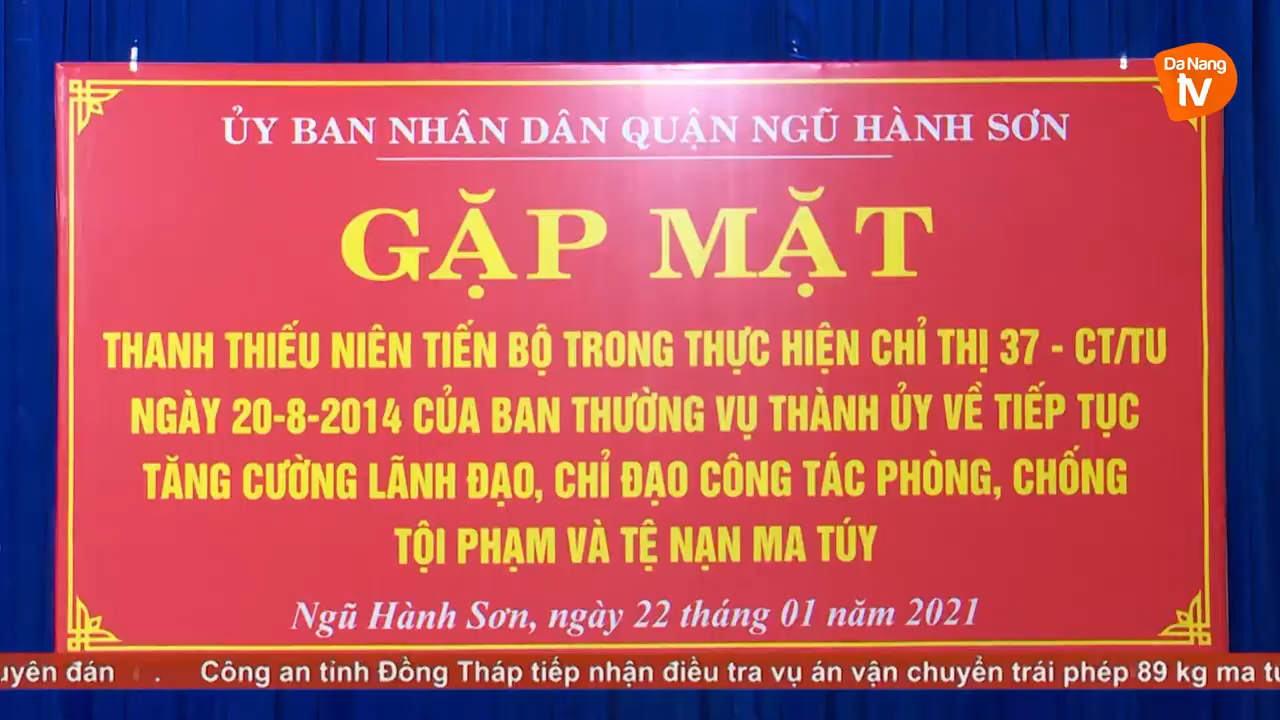 Da Nang
tv
ỦY BAN NHÂN DÂN QUẬN NGŨ HÀNH SƠN
GẶP MẶT
THANH THIẾU NIÊN TIẾN BỘ TRONG THỰC HIỆN CHỈ THỊ 37 - CT/TU
NGÀY 20-8-2014 CỦA BAN THƯỜNG VỤ THÀNH ỦY VỀ TIẾP TỤC
TĂNG CƯỜNG LÃNH ĐẠO, CHỈ ĐẠO CÔNG TÁC PHÒNG, CHỐNG
TỘI PHẠM VÀ TỆ NẠN MA TÚY
Ngũ Hành Sơn, ngày 22 tháng 01 năm 2021
uyên đán . Công an tỉnh Đồng Tháp tiếp nhận điều tra vụ án vận chuyển trái phép 89 kg ma